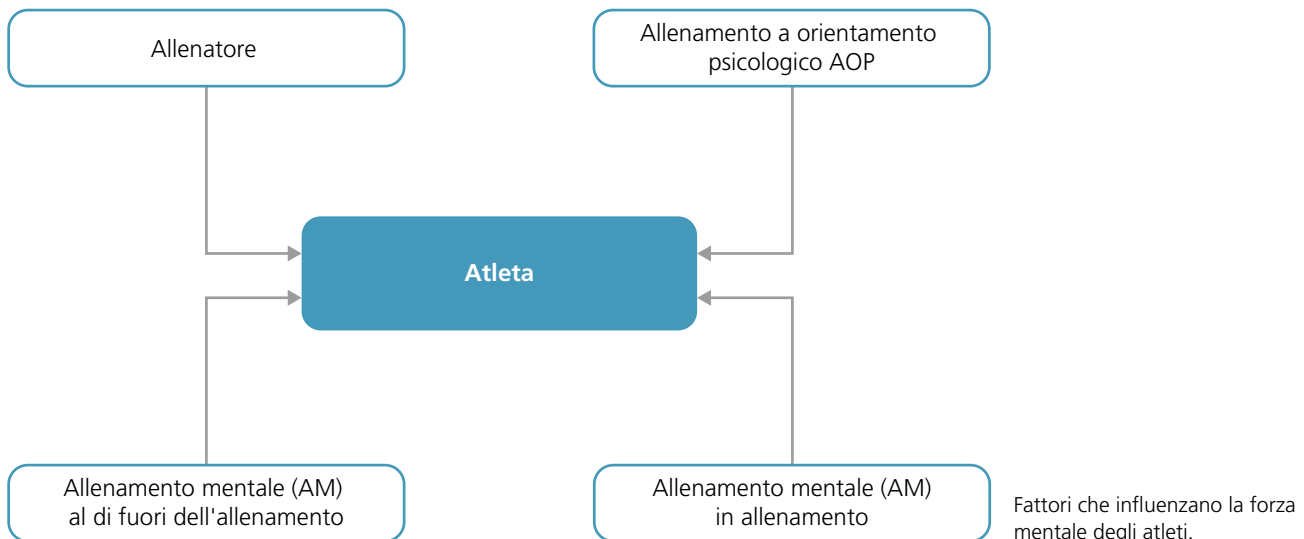 Allenatore
Allenamento a orientamento
psicologico AOP
Atleta
Allenamento mentale (AM)
al di fuori dell'allenamento
Allenamento mentale (AM)
in allenamento
Fattori che influenzano la forza
mentale degli atleti.